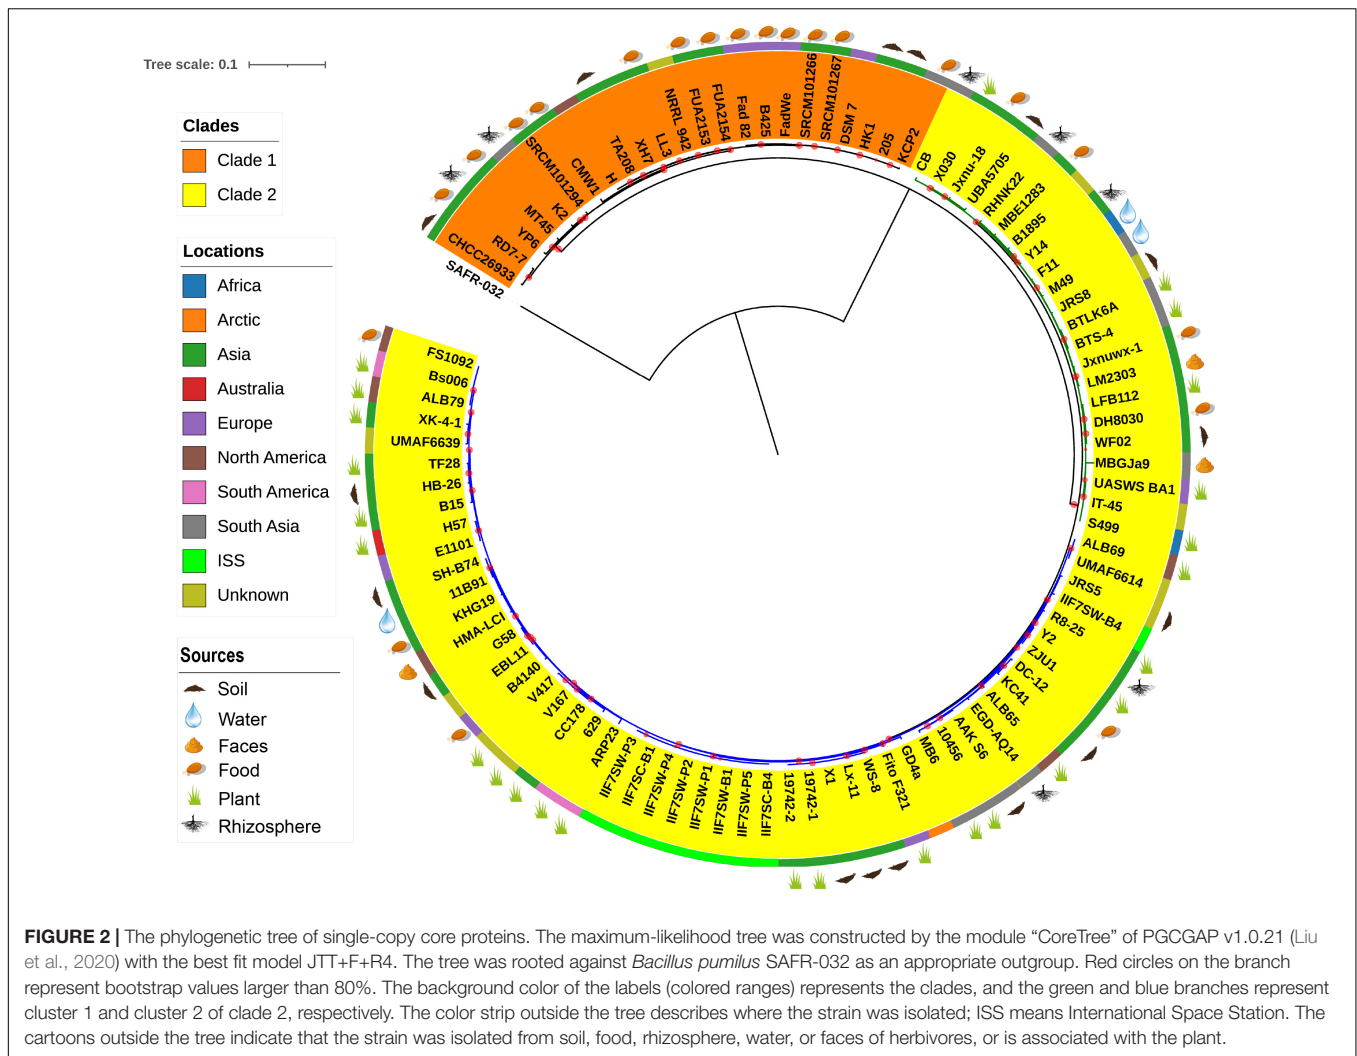 Tree scale: 0.1
Clades
Clade 1
Clade 2
Locations
Africa
Arctic
Asia
Australia
Europe
North America
South America
South Asia
ISS
Unknown
Sources
Soil
Water
Faces
Food
Plant
Rhizosphere
SAFR-032
CHCC26933
RD7-7
YP6
MT45
K2
SRCM101294
CMW1
H
TA208
XH7
LL3
NRRL 942
FUA2153
FUA2154
Fad 82
B425
FadWe
SRCM101266
SRCM101267
DSM 7
HK1
205
KCP2
CB
X030
Jxnu-18
UBA5705
RHNK22
MBE1283
B1895
Y14
F11
M49
JRS8
BTLK6A
BTS-4
Jxnuwx-1
LM2303
LFB112
DH8030
WF02
MBGJa9
UASWS BA1
IT-45
S499
ALB69
UMAF6614
JRS5
IIF7SW-B4
R8-25
Y2
ZJU1
DC-12
KC41
ALB65
EGD-AQ14
AAK S6
10456
MB6
GD4a
Fito F321
WS-8
Lx-11
X1
19742-1
19742-2
IIF7SC-B4
IIF7SW-P5
IIF7SW-B1
IIF7SW-P1
IIF7SW-P2
IIF7SW-P4
IIF7SC-B1
IIF7SW-P3
ARP23
629
CC178
V167
V417
B4140
EBL11
G58
HMA-LCI
KHG19
11B91
SH-B74
E1101
H57
B15
HB-26
TF28
UMAF6639
XK-4-1
ALB79
Bs006
FS1092
FIGURE 2 | The phylogenetic tree of single-copy core proteins. The maximum-likelihood tree was constructed by the module “CoreTree” of PGCGAP v1.0.21 (Liu
et al., 2020) with the best fit model JTT+F+R4. The tree was rooted against Bacillus pumilus SAFR-032 as an appropriate outgroup. Red circles on the branch
represent bootstrap values larger than 80%. The background color of the labels (colored ranges) represents the clades, and the green and blue branches represent
cluster 1 and cluster 2 of clade 2, respectively. The color strip outside the tree describes where the strain was isolated; ISS means International Space Station. The
cartoons outside the tree indicate that the strain was isolated from soil, food, rhizosphere, water, or faces of herbivores, or is associated with the plant.